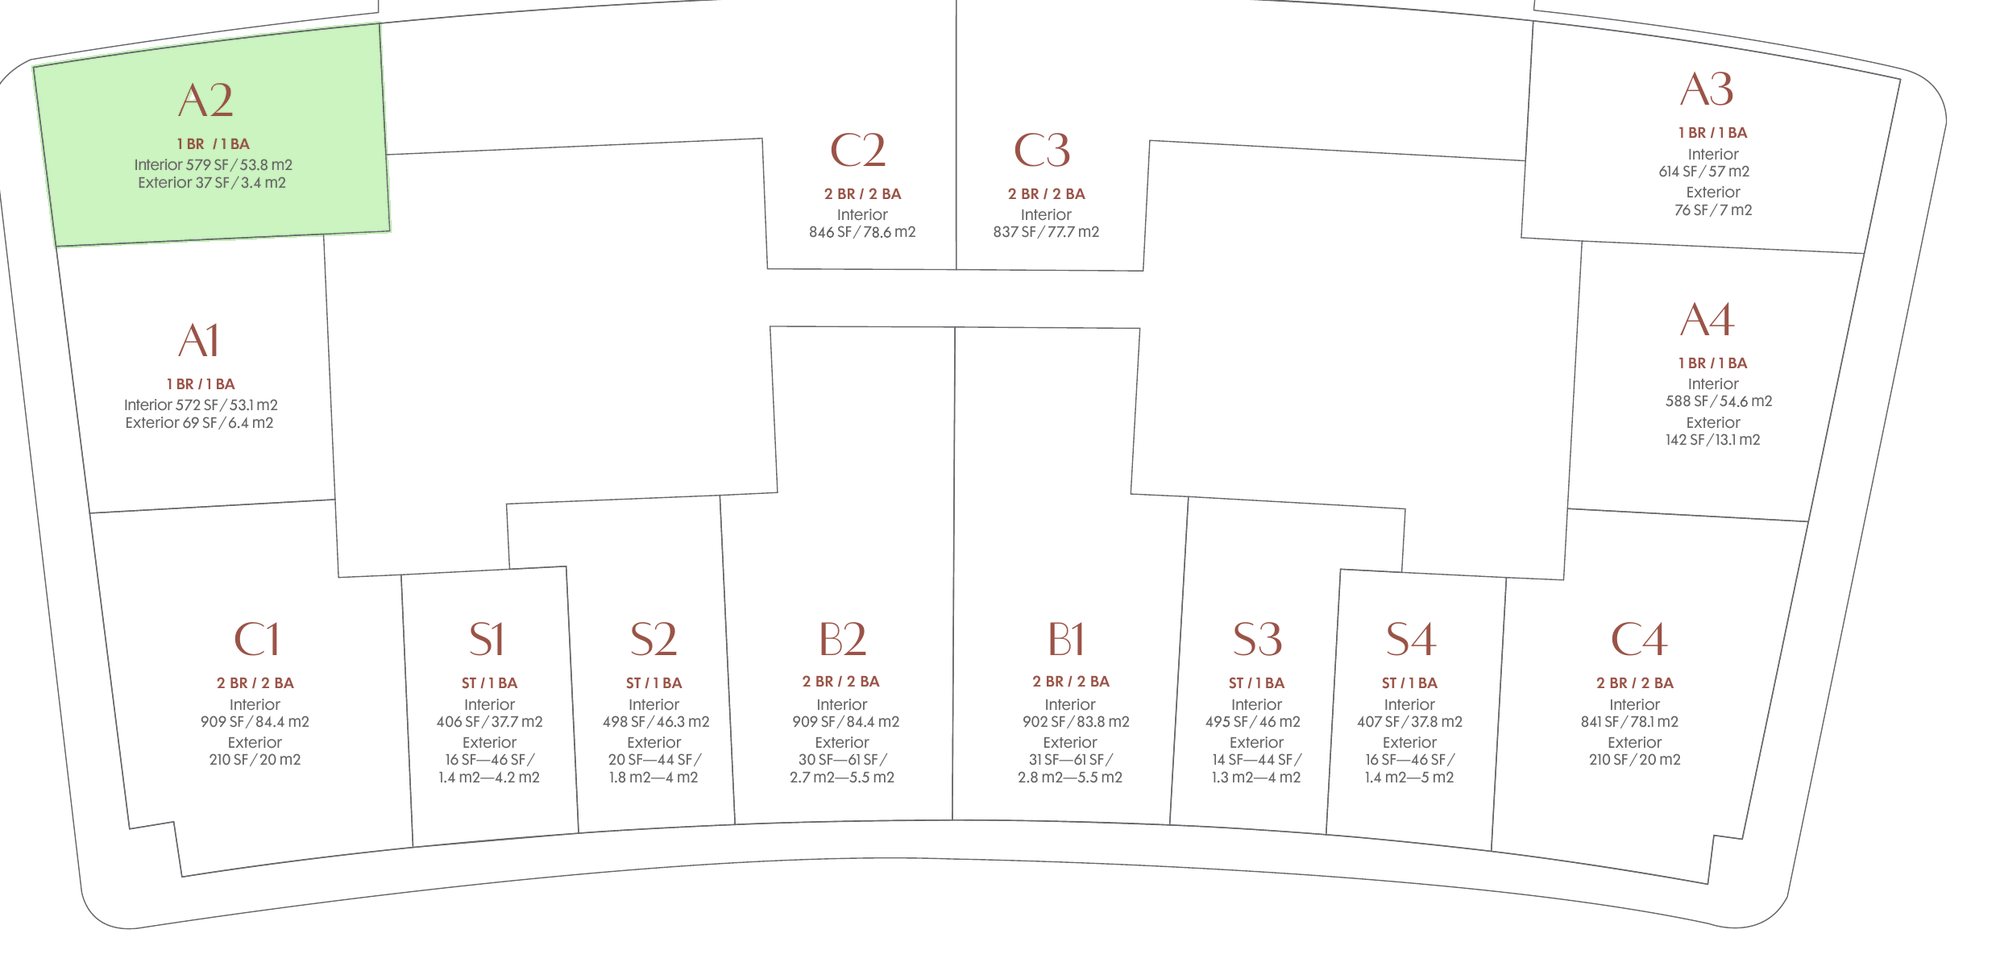 A2
1 BR / 1 BA
Interior 579 SF/53.8 m2
Exterior 37 SF/3.4 m2
C2
2 BR / 2 BA
Interior
846 SF/78.6 m2
C3
2 BR / 2 BA
Interior
837 SF/77.7 m2
A3
1 BR / 1 BA
Interior
614 SF/57 m2
Exterior
76 SF/7 m2
A1
1 BR / 1 BA
Interior 572 SF/53.1 m2
Exterior 69 SF/6.4 m2
A4
1 BR / 1 BA
Interior
588 SF/54.6 m2
Exterior
142 SF/13.1 m2
C1
2 BR / 2 BA
Interior
909 SF/84.4 m2
Exterior
210 SF/20 m2
S1
ST / 1 BA
Interior
406 SF/37.7 m2
Exterior
16 SF—46 SF/
1.4 m2—4.2 m2
S2
ST / 1 BA
Interior
498 SF/46.3 m2
Exterior
20 SF—44 SF/
1.8 m2—4 m2
B2
2 BR / 2 BA
Interior
909 SF/84.4 m2
Exterior
30 SF—61 SF/
2.7 m2—5.5 m2
B1
2 BR / 2 BA
Interior
902 SF/83.8 m2
Exterior
31 SF—61 SF/
2.8 m2—5.5 m2
S3
ST / 1 BA
Interior
495 SF/46 m2
Exterior
14 SF—44 SF/
1.3 m2—4 m2
S4
ST / 1 BA
Interior
407 SF/37.8 m2
Exterior
16 SF—46 SF/
1.4 m2—5 m2
C4
2 BR / 2 BA
Interior
841 SF/78.1 m2
Exterior
210 SF/20 m2